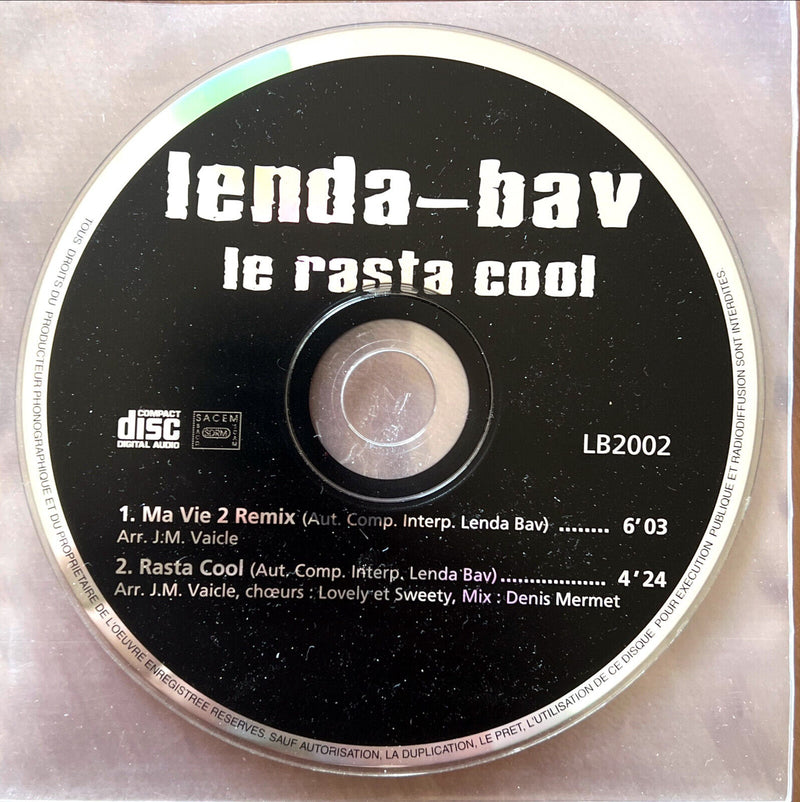 lenda-bav
le rasta cool
COMPACT
disc
DIGITAL AUDIO
SACEM
SDRM
LB2002
1. Ma Vie 2 Remix (Aut. Comp. Interp. Lenda Bav) ........ 6’03
Arr. J.M. Vaicle
2. Rasta Cool (Aut. Comp. Interp. Lenda Bav).................. 4’24
Arr. J.M. Vaicle, chœurs : Lovely et Sweety, Mix : Denis Mermet
TOUS DROITS DU PRODUCTEUR PHONOGRAPHIQUE ET DU PROPRIETAIRE DE L'OEUVRE ENREGISTREE RESERVES. SAUF AUTORISATION, LA DUPLICATION, LE PRET, L'UTILISATION DE CE DISQUE POUR EXECUTION PUBLIQUE ET RADIODIFFUSION SONT INTERDITES.